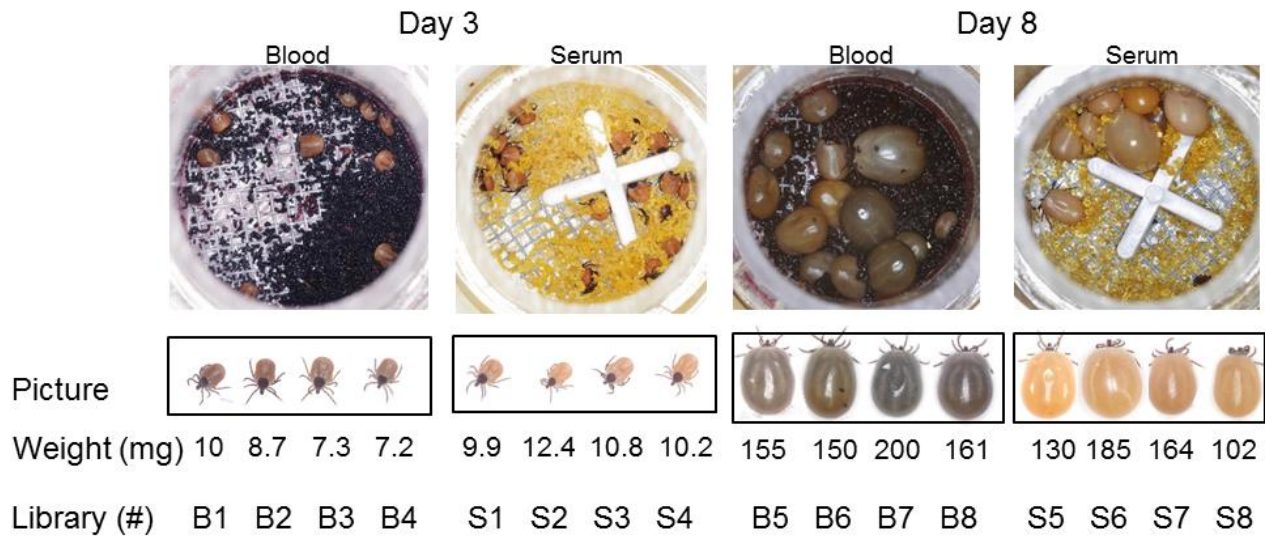 Day 3 Day 8
Blood Serum Blood Serum
Picture
Weight (mg) 10 8.7 7.3 7.2 9.9 12.4 10.8 10.2 155 150 200 161 130 185 164 102
Library (#) B1 B2 B3 B4 S1 S2 S3 S4 B5 B6 B7 B8 S5 S6 S7 S8